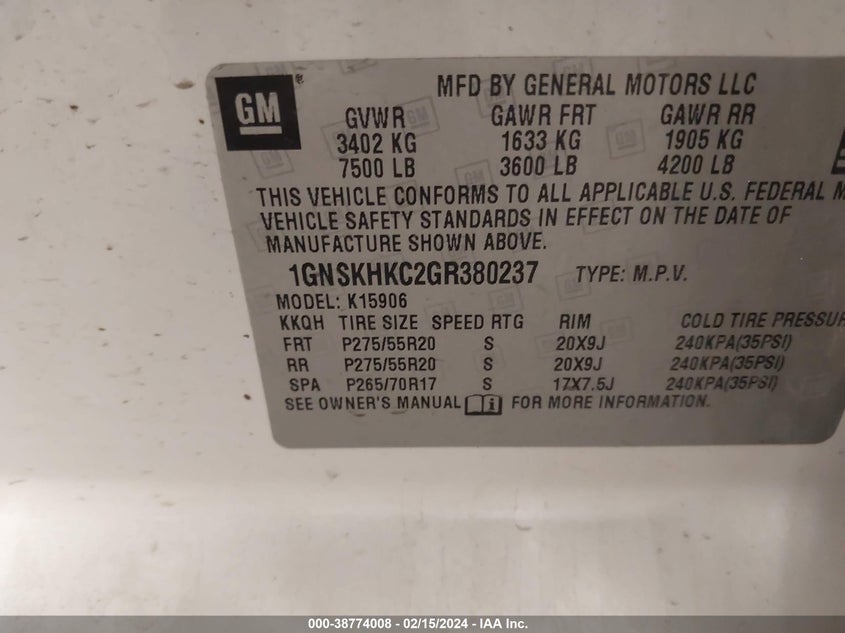 GM®
MFD BY GENERAL MOTORS LLC
GVWR GAWR FRT GAWR RR
3402 KG 1633 KG 1905 KG
7500 LB 3600 LB 4200 LB
THIS VEHICLE CONFORMS TO ALL APPLICABLE U.S. FEDERAL M
VEHICLE SAFETY STANDARDS IN EFFECT ON THE DATE OF
MANUFACTURE SHOWN ABOVE.
1GNSKHKC2GR380237 TYPE: M.P.V.
MODEL: K15906
KKQH TIRE SIZE SPEED RTG RIM COLD TIRE PRESSUR
FRT P275/55R20 S 20X9J 240KPA(35PSI)
RR P275/55R20 S 20X9J 240KPA(35PSI)
SPA P265/70R17 S 17X7.5J 240KPA(35PSI)
SEE OWNER'S MANUAL FOR MORE INFORMATION.
000-38774008 - 02/15/2024 - IAA Inc.